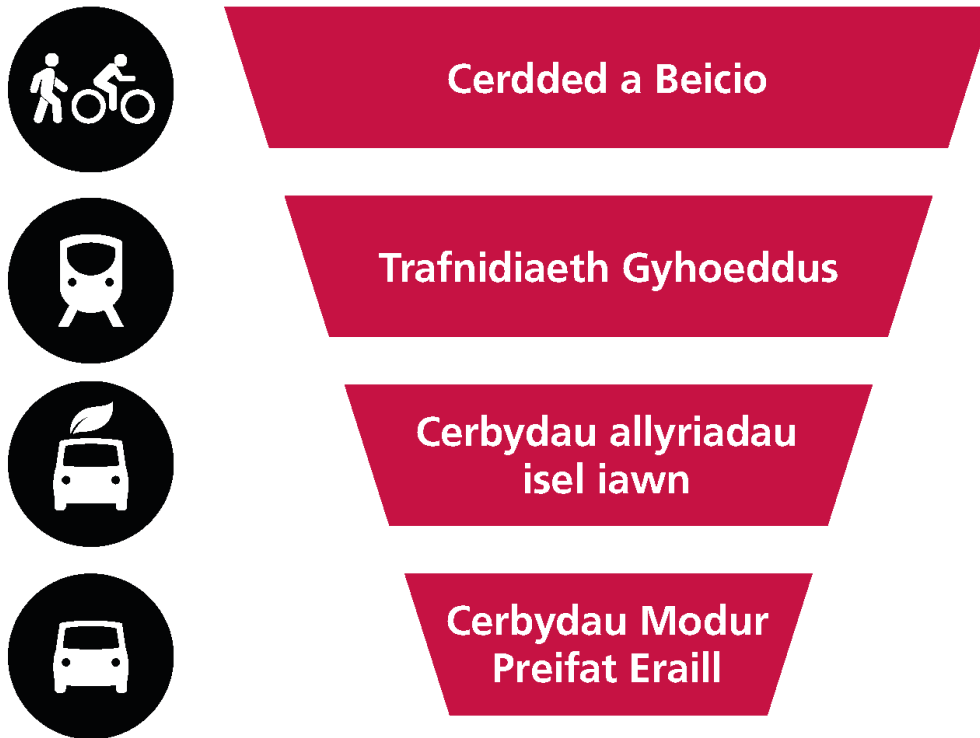 Cerdded a Beicio
Trafnidiaeth Gyhoeddus
Cerbydau allyriadau
isel iawn
Cerbydau Modur
Preifat Eraill